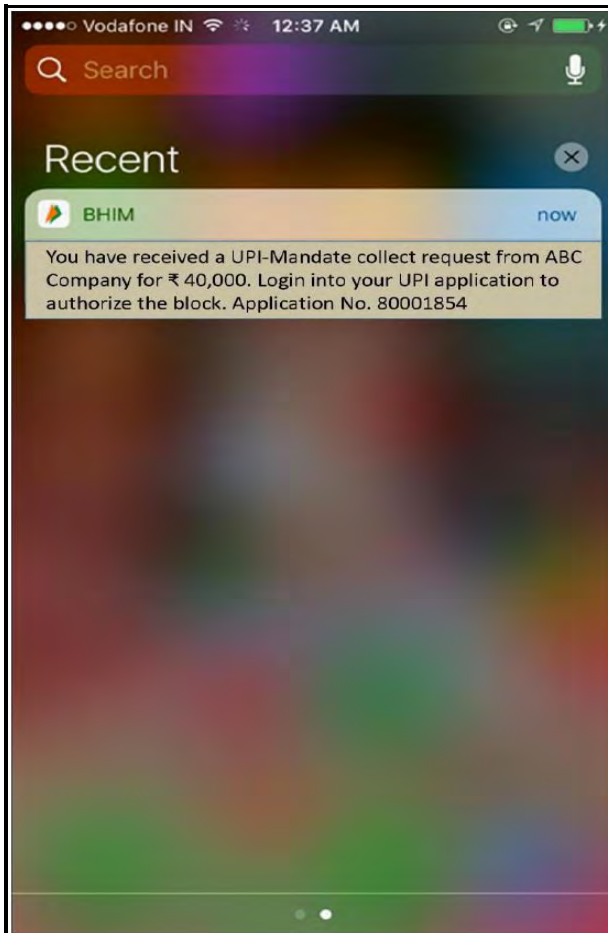 Vodafone IN 12:37 AM
Search
Recent
BHIM now
You have received a UPI-Mandate collect request from ABC
Company for ₹ 40,000. Login into your UPI application to
authorize the block. Application No. 80001854